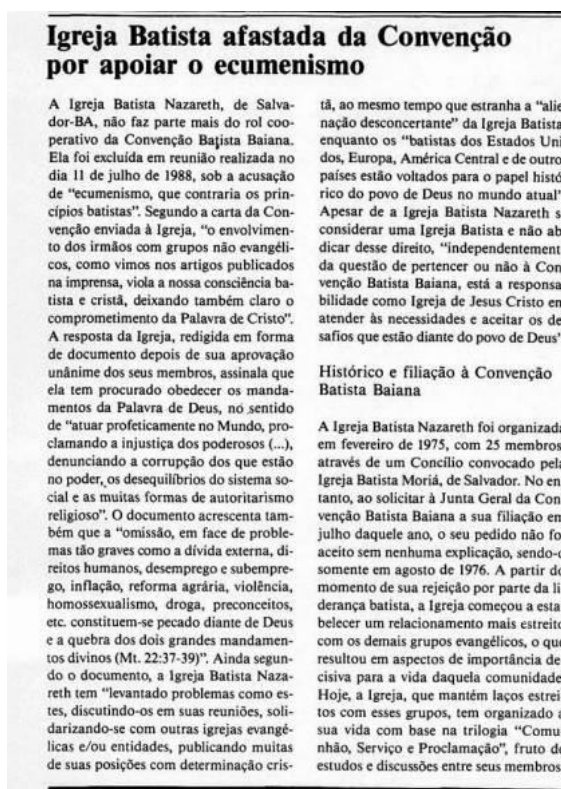 Igreja Batista afastada da Convenção
por apoiar o ecumenismo
A Igreja Batista Nazareth, de Salva-
dor-BA, não faz parte mais do rol coo-
perativo da Convenção Batista Baiana.
Ela foi excluída em reunião realizada no
dia 11 de julho de 1988, sob a acusação
de “ecumenismo, que contraria os prin-
cípios batistas”. Segundo a carta da Con-
venção enviada à Igreja, “o envolvimen-
to dos irmãos com grupos não evangéli-
cos, como vimos nos artigos publicados
na imprensa, viola a nossa consciência ba-
tista e cristã, deixando também claro o
comprometimento da Palavra de Cristo”.
A resposta da Igreja, redigida em forma
de documento depois de sua aprovação
unânime dos seus membros, assinala que
ela tem procurado obedecer os manda-
mentos da Palavra de Deus, no sentido
de “atuar profeticamente no Mundo, pro-
clamando a injustiça dos poderosos (...),
denunciando a corrupção dos que estão
no poder, os desequilíbrios do sistema so-
cial e as muitas formas de autoritarismo
religioso”. O documento acrescenta tam-
bém que a “omissão, em face de proble-
mas tão graves como a dívida externa, di-
reitos humanos, desemprego e subempre-
go, inflação, reforma agrária, violência,
homossexualismo, droga, preconceitos,
etc. constituem-se pecado diante de Deus
e a quebra dos dois grandes mandamen-
tos divinos (Mt. 22:37-39)”. Ainda segun-
do o documento, a Igreja Batista Naza-
reth tem “levantado problemas como es-
tes, discutindo-os em suas reuniões, soli-
darizando-se com outras igrejas evangé-
licas e/ou entidades, publicando muitas
de suas posições com determinação cris-
tã, ao mesmo tempo que estranha a “alie
nação desconcertante” da Igreja Batista
enquanto os “batistas dos Estados Uni
dos, Europa, América Central e de outro
países estão voltados para o papel histó
rico do povo de Deus no mundo atual”
Apesar de a Igreja Batista Nazareth s
considerar uma Igreja Batista e não ab
dicar desse direito, “independentement
da questão de pertencer ou não à Con
venção Batista Baiana, está a responsa
bilidade como Igreja de Jesus Cristo em
atender às necessidades e aceitar os de
safios que estão diante do povo de Deus”
Histórico e filiação à Convenção
Batista Baiana
A Igreja Batista Nazareth foi organizada
em fevereiro de 1975, com 25 membros
através de um Concílio convocado pela
Igreja Batista Moriá, de Salvador. No en
tanto, ao solicitar à Junta Geral da Con
venção Batista Baiana a sua filiação em
julho daquele ano, o seu pedido não fo
aceito sem nenhuma explicação, sendo-o
somente em agosto de 1976. A partir do
momento de sua rejeição por parte da li
derança batista, a Igreja começou a esta
belecer um relacionamento mais estreito
com os demais grupos evangélicos, o que
resultou em aspectos de importância de
cisiva para a vida daquela comunidade
Hoje, a Igreja, que mantém laços estrei
tos com esses grupos, tem organizado a
sua vida com base na trilogia “Comu
nhão, Serviço e Proclamação”, fruto de
estudos e discussões entre seus membros